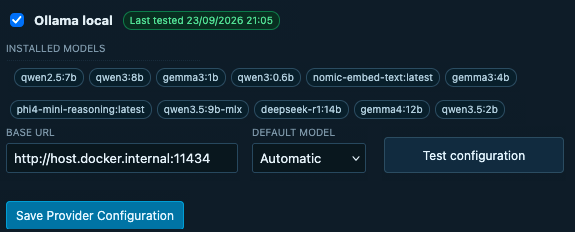 Ollama local Last tested 23/09/2026 21:05
INSTALLED MODELS
qwen2.5:7b qwen3:8b gemma3:1b qwen3:0.6b nomic-embed-text:latest gemma3:4b
phi4-mini-reasoning:latest qwen3.5:9b-mlx deepseek-r1:14b gemma4:12b qwen3.5:2b
BASE URL DEFAULT MODEL
http://host.docker.internal:11434 Automatic Test configuration
Save Provider Configuration